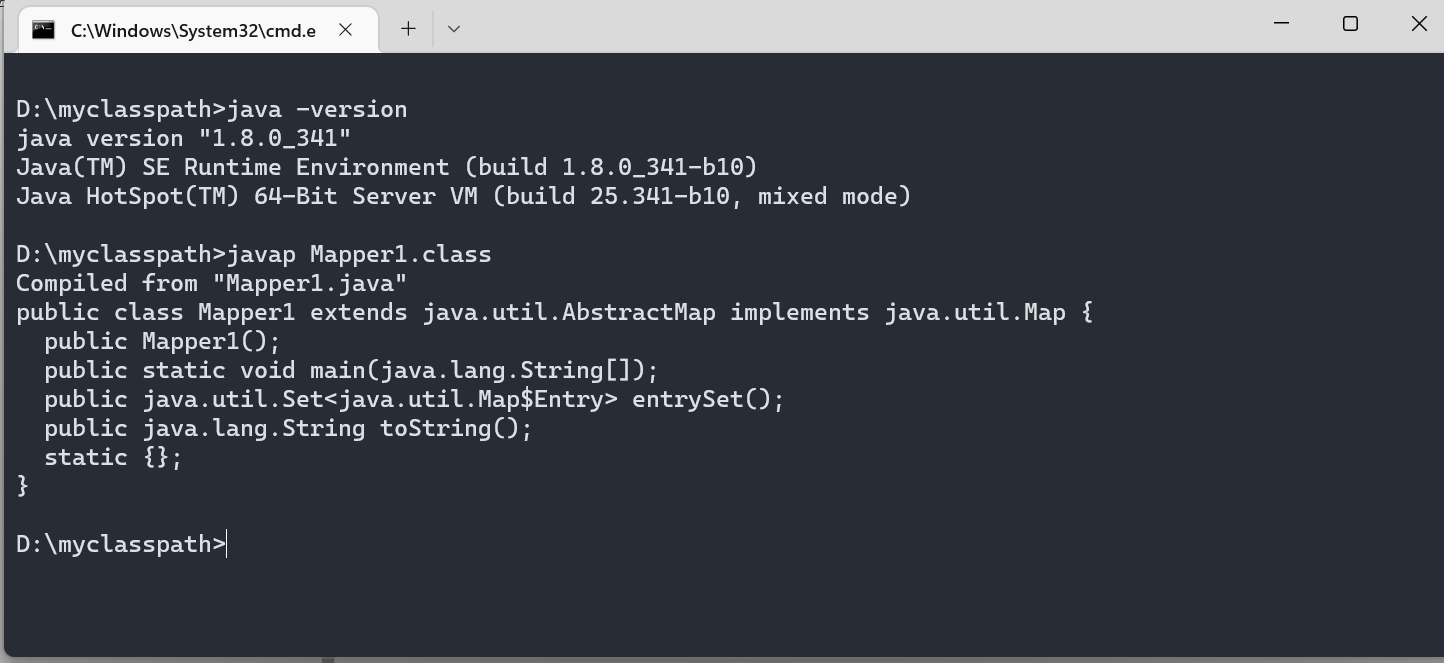 C:\Windows\System32\cmd.e
D:\myclasspath>java -version
java version "1.8.0_341"
Java(TM) SE Runtime Environment (build 1.8.0_341-b10)
Java HotSpot(TM) 64-Bit Server VM (build 25.341-b10, mixed mode)
D:\myclasspath>javap Mapper1.class
Compiled from "Mapper1.java"
public class Mapper1 extends java.util.AbstractMap implements java.util.Map {
  public Mapper1();
  public static void main(java.lang.String[]);
  public java.util.Set<java.util.Map$Entry> entrySet();
  public java.lang.String toString();
  static {};
}
D:\myclasspath>